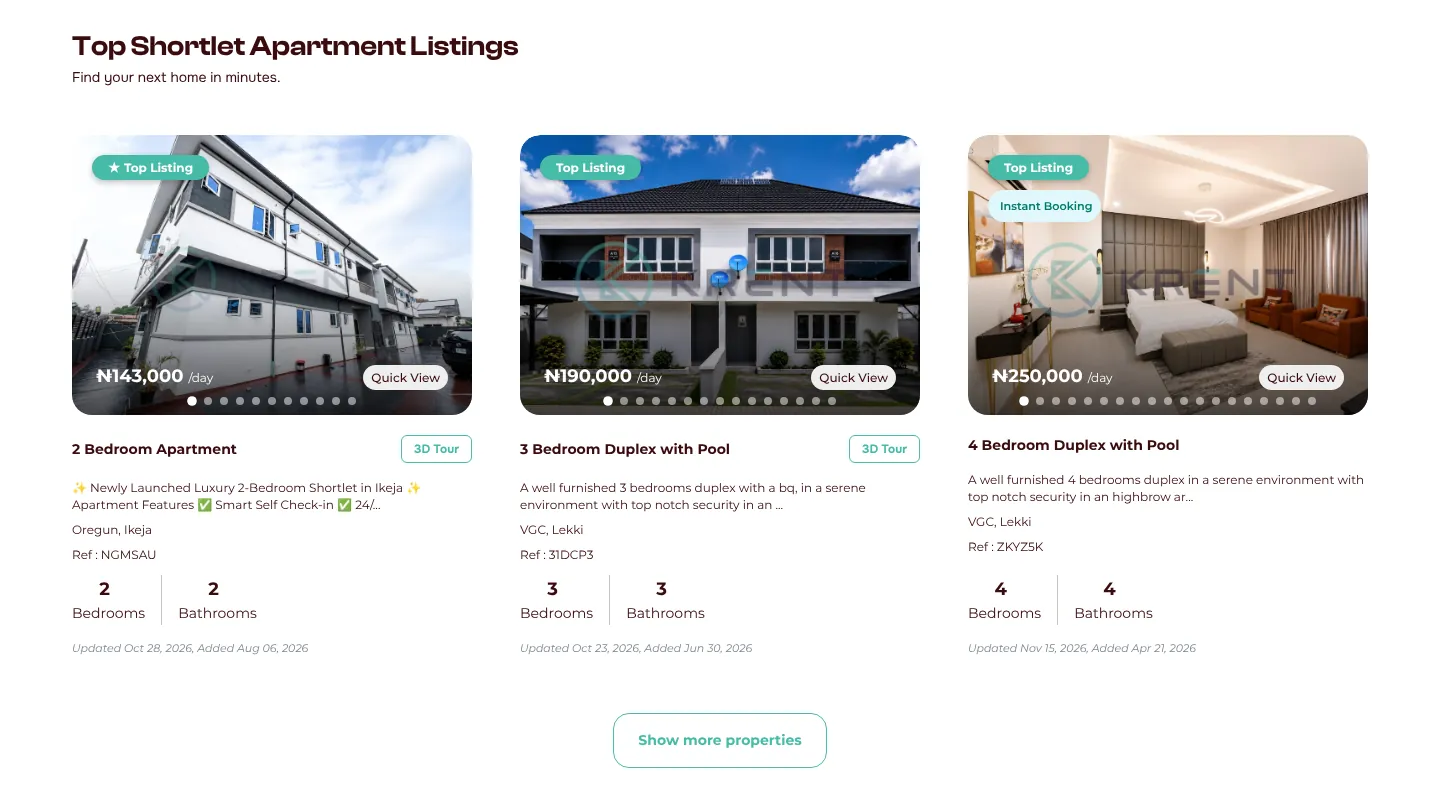 Top Shortlet Apartment Listings
Find your next home in minutes.
★ Top Listing
KRENT
₦143,000 /day
Quick View
2 Bedroom Apartment
3D Tour
✨ Newly Launched Luxury 2-Bedroom Shortlet in Ikeja ✨
Apartment Features ✅ Smart Self Check-in ✅ 24/...
Oregun, Ikeja
Ref : NGMSAU
2
Bedrooms
2
Bathrooms
Updated Oct 28, 2026, Added Aug 06, 2026
Top Listing
KRENT
₦190,000 /day
Quick View
3 Bedroom Duplex with Pool
3D Tour
A well furnished 3 bedrooms duplex with a bq, in a serene
environment with top notch security in an ...
VGC, Lekki
Ref : 31DCP3
3
Bedrooms
3
Bathrooms
Updated Oct 23, 2026, Added Jun 30, 2026
Top Listing
Instant Booking
KRENT
₦250,000 /day
Quick View
4 Bedroom Duplex with Pool
A well furnished 4 bedrooms duplex in a serene environment with
top notch security in an highbrow ar...
VGC, Lekki
Ref : ZKYZ5K
4
Bedrooms
4
Bathrooms
Updated Nov 15, 2026, Added Apr 21, 2026
Show more properties